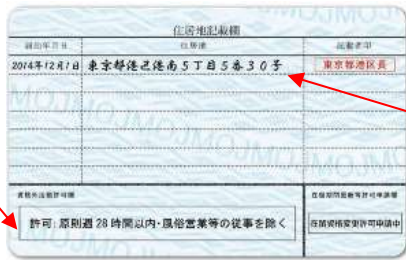 住居地記載欄
届出年月日 住居地 記載者印
2014年12月1日 東京都港区港南5丁目5番30号 東京都港区長
資格外活動許可欄 在留期間更新等許可申請欄
許可:原則週28時間以内・風俗営業等の従事を除く 在留資格変更許可申請中
MOJ